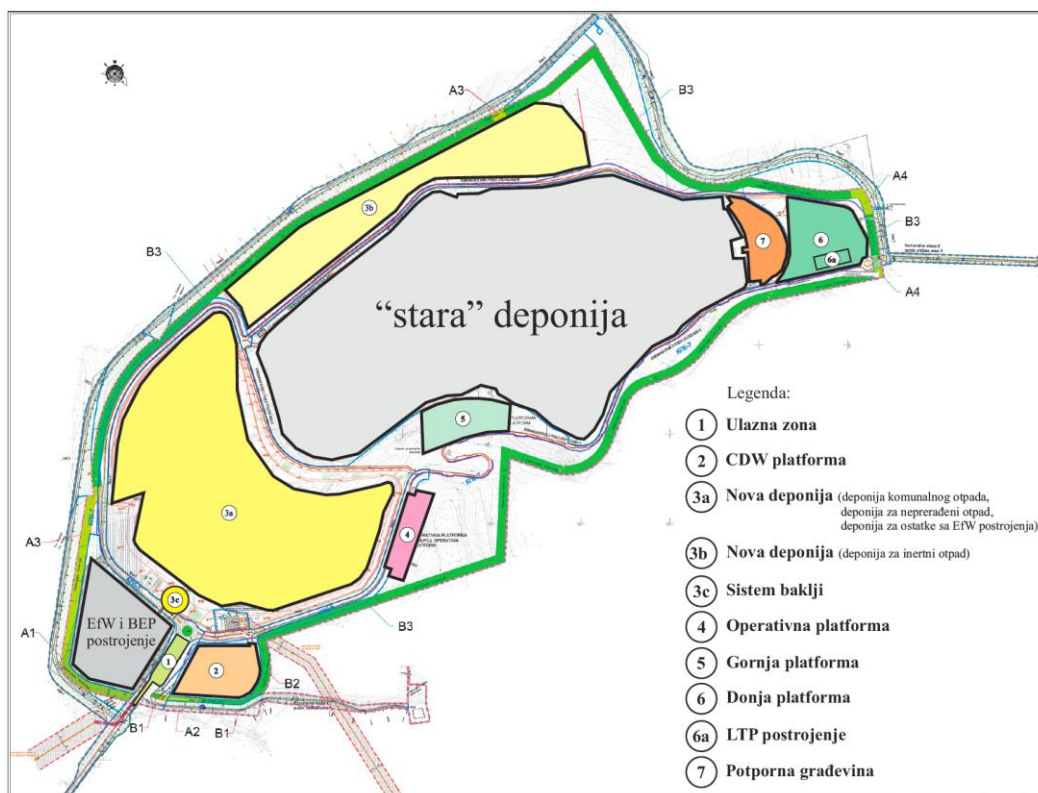 A3
B3
A4
3b
B3
7
6
B3
6a
A4
B3
"stara" deponija
5
3a
4
A3
3c
EfW i BEP
postrojenje
B3
A1
1
2
B2
B1
A2
B1
Legenda:
1 Ulazna zona
2 CDW platforma
3a Nova deponija (deponija komunalnog otpada,
deponija za neprerađeni otpad,
deponija za ostatke sa EfW postrojenja)
3b Nova deponija (deponija za inertni otpad)
3c Sistem baklji
4 Operativna platforma
5 Gornja platforma
6 Donja platforma
6a LTP postrojenje
7 Potporna građevina